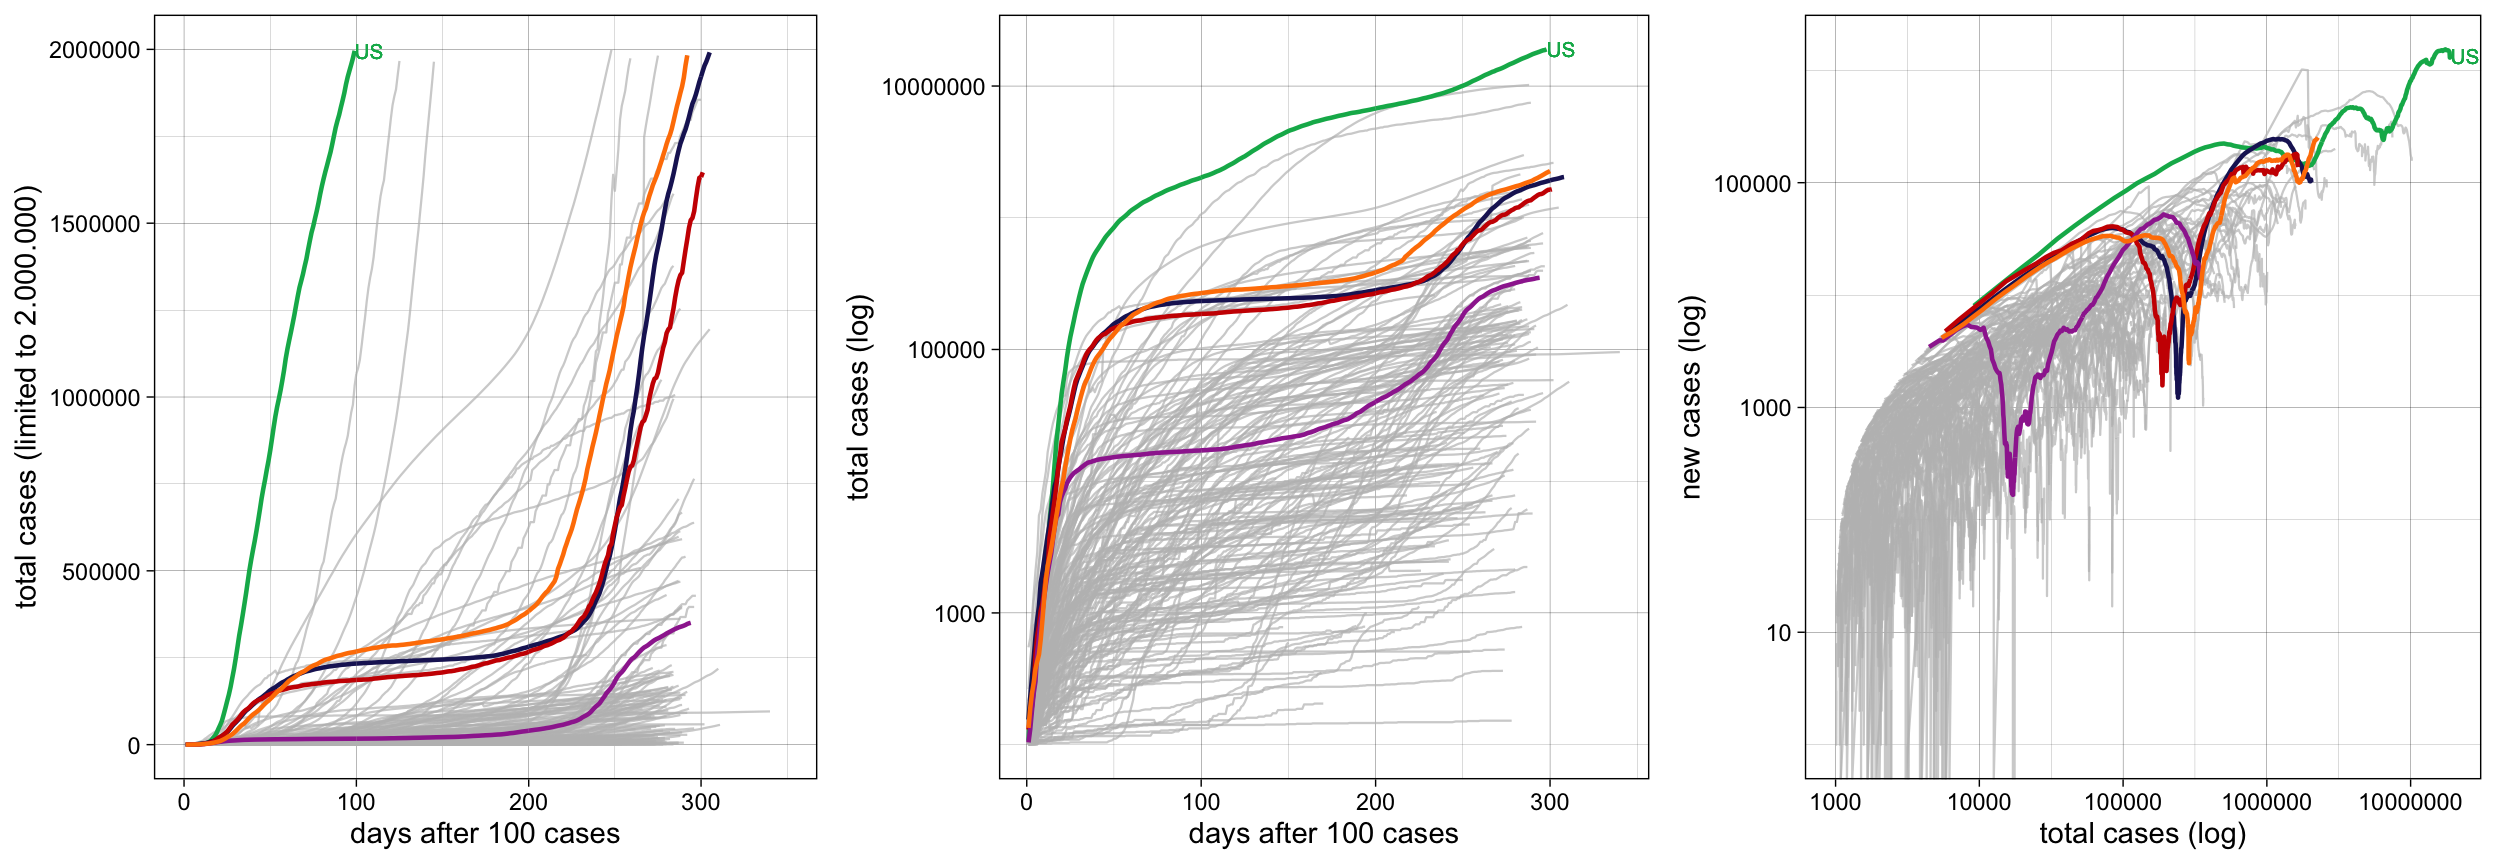 total cases (limited to 2.000.000)
2000000
1500000
1000000
500000
0
US
0
100
200
300
days after 100 cases
total cases (log)
10000000
100000
1000
US
0
100
200
300
days after 100 cases
new cases (log)
100000
1000
10
US
1000
10000
100000
1000000
10000000
total cases (log)